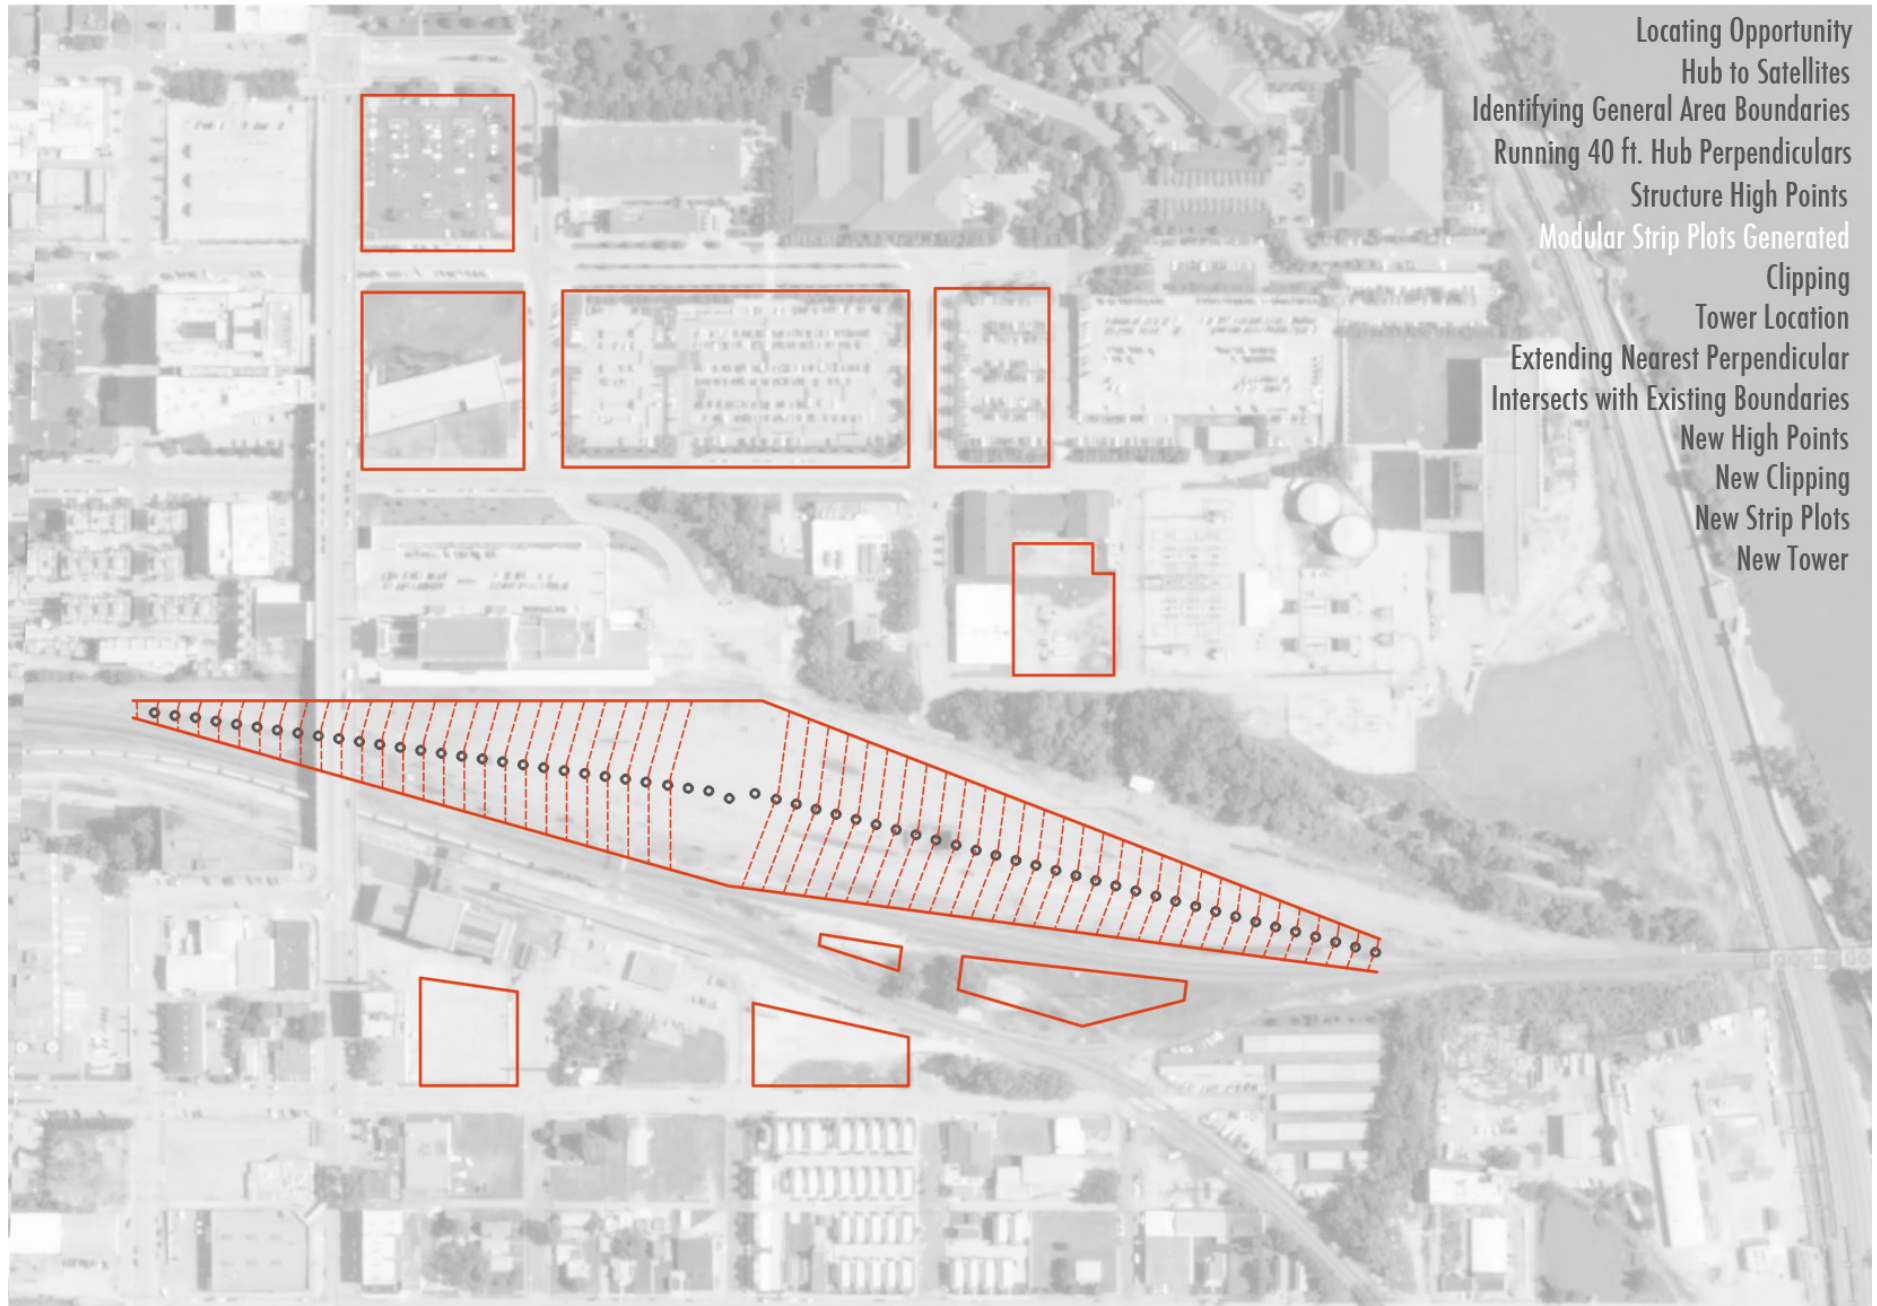 Locating Opportunity
Hub to Satellites
Identifying General Area Boundaries
Running 40 ft. Hub Perpendiculars
Structure High Points
Modular Strip Plots Generated
Clipping
Tower Location
Extending Nearest Perpendicular
Intersects with Existing Boundaries
New High Points
New Clipping
New Strip Plots
New Tower